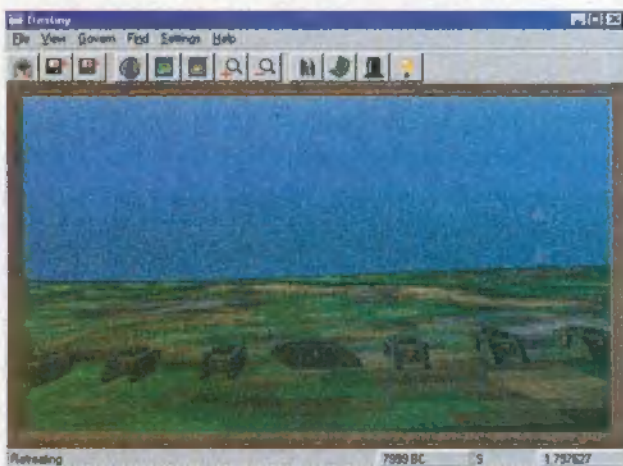 Destiny
File View Govern Find Settings Help
Retreating 7999 BC S 1.797627